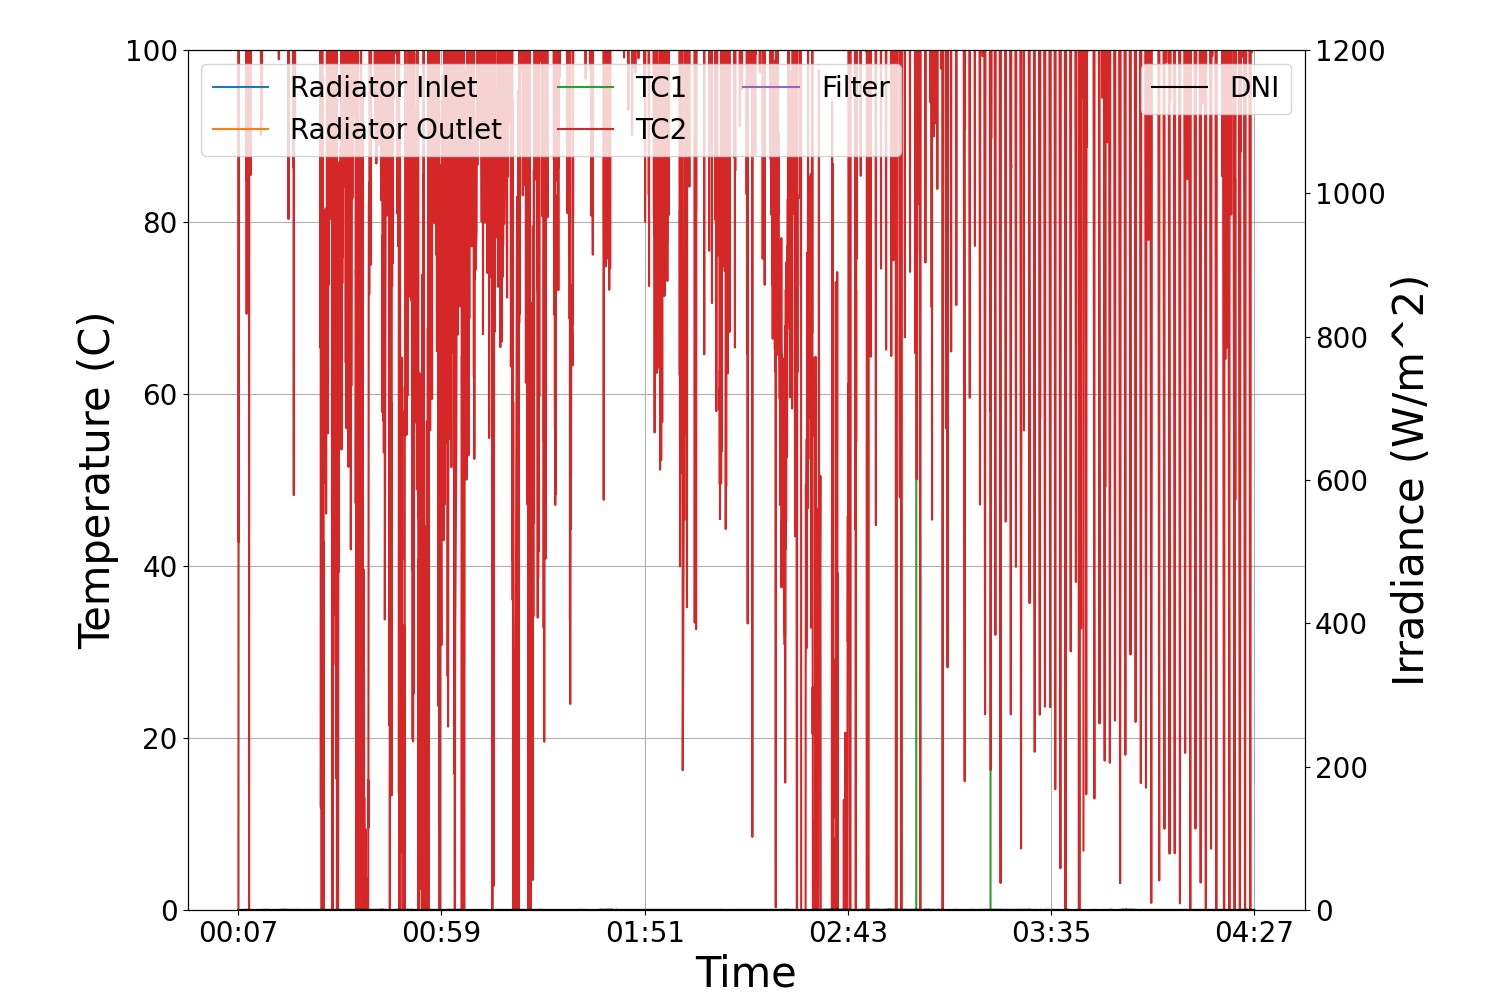 100
80
60
40
20
0
Temperature (C)
Radiator Inlet
Radiator Outlet
TC1
TC2
Filter
DNI
1200
1000
800
600
400
200
0
Irradiance (W/m^2)
00:07 00:59 01:51 02:43 03:35 04:27
Time